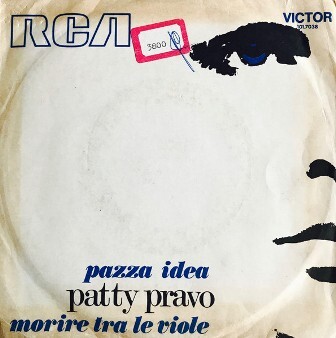 RCA
3800
VICTOR
pazza idea
patty pravo
morire tra le viole